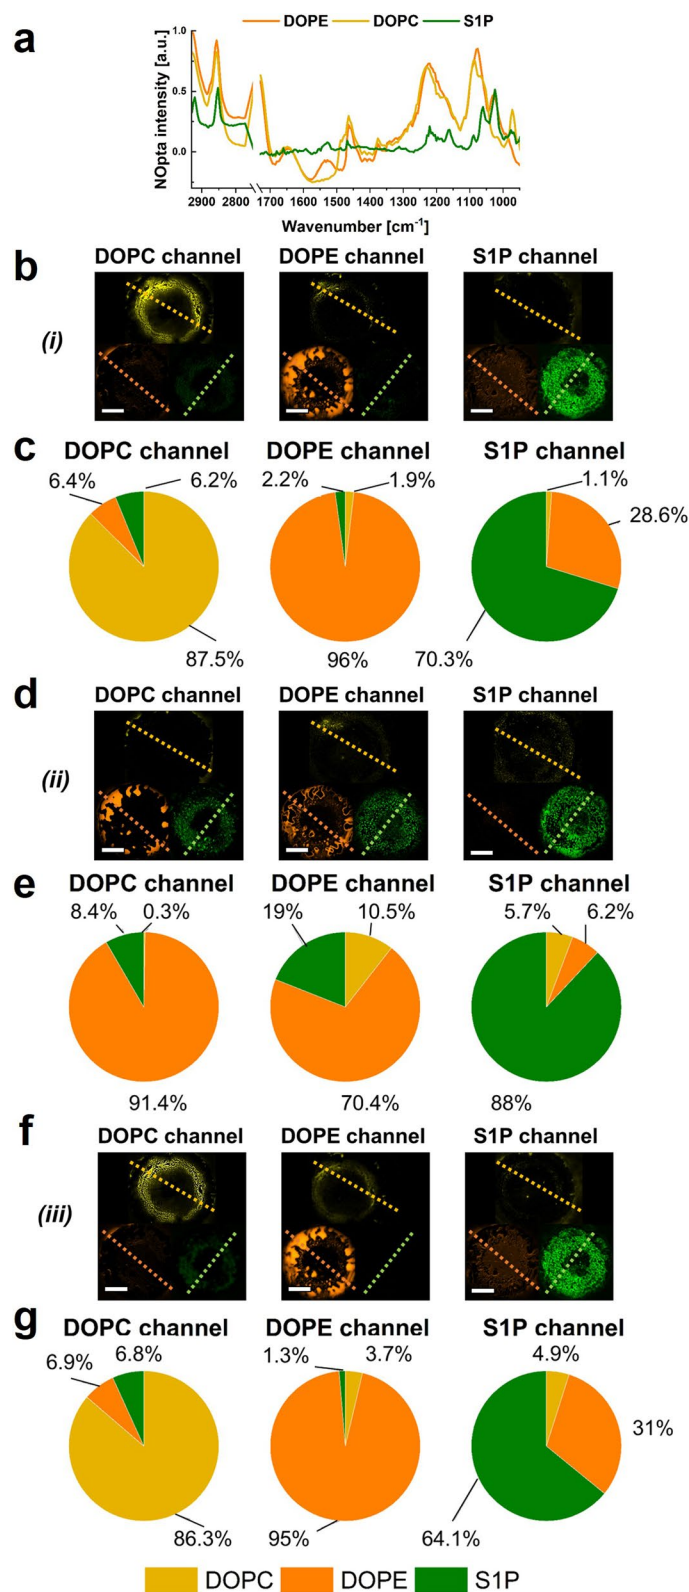 a
DOPE DOPC S1P
NOpta intensity [a.u.]
1.0
0.5
0.0
2900 2800 1700 1600 1500 1400 1300 1200 1100 1000
Wavenumber [cm-1]
b
DOPC channel DOPE channel S1P channel
(i)
c
DOPC channel DOPE channel S1P channel
6.4% 6.2% 2.2% 1.9% 1.1%
28.6%
87.5% 96% 70.3%
d
DOPC channel DOPE channel S1P channel
(ii)
e
DOPC channel DOPE channel S1P channel
8.4% 0.3% 19% 10.5% 5.7% 6.2%
91.4% 70.4% 88%
f
DOPC channel DOPE channel S1P channel
(iii)
g
DOPC channel DOPE channel S1P channel
6.9% 6.8% 1.3% 3.7% 4.9%
31%
86.3% 95% 64.1%
DOPC DOPE S1P